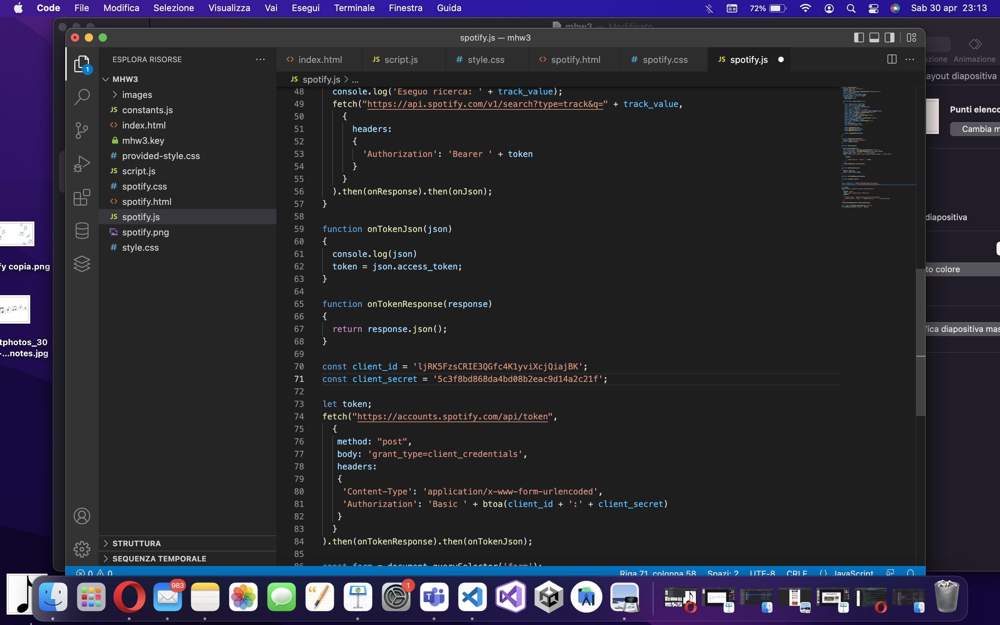 Code File Modifica Selezione Visualizza Vai Esegui Terminale Finestra Guida 72% Sab 30 apr 23:13
mhw3 — Modificato
spotify.js — mhw3
ESPLORA RISORSE
index.html
JS script.js
# style.css
spotify.html
# spotify.css
JS spotify.js
Animazione
JS spotify.js > ...
MHW3
images
JS constants.js
index.html
mhw3.key
# provided-style.css
JS script.js
# spotify.css
spotify.html
JS spotify.js
spotify.png
# style.css
STRUTTURA
SEQUENZA TEMPORALE
1
48 console.log('Eseguo ricerca: ' + track_value);
49 fetch("https://api.spotify.com/v1/search?type=track&q=" + track_value,
50 {
51 headers:
52 {
53 'Authorization': 'Bearer ' + token
54 }
55 }
56 ).then(onResponse).then(onJson);
57 }
58
59 function onTokenJson(json)
60 {
61 console.log(json)
62 token = json.access_token;
63 }
64
65 function onTokenResponse(response)
66 {
67 return response.json();
68 }
69
70 const client_id = 'ljRK5FzsCRIE3QGfc4K1yviXcjQiajBK';
71 const client_secret = '5c3f8bd868da4bd08b2eac9d14a2c21f';
72
73 let token;
74 fetch("https://accounts.spotify.com/api/token",
75 {
76 method: "post",
77 body: 'grant_type=client_credentials',
78 headers:
79 {
80 'Content-Type': 'application/x-www-form-urlencoded',
81 'Authorization': 'Basic ' + btoa(client_id + ':' + client_secret)
82 }
83 }
84 ).then(onTokenResponse).then(onTokenJson);
85
86 const form = document.querySelector('form');
0 0 Riga 71, colonna 58 Spazi: 2 UTF-8 CRLF {} JavaScript
azione
ayout diapositiva
Punti elenco
Cambia m
diapositiva
to colore
fica diapositiva mas
fy copia.png
tphotos_30
-...notes.jpg
983
1